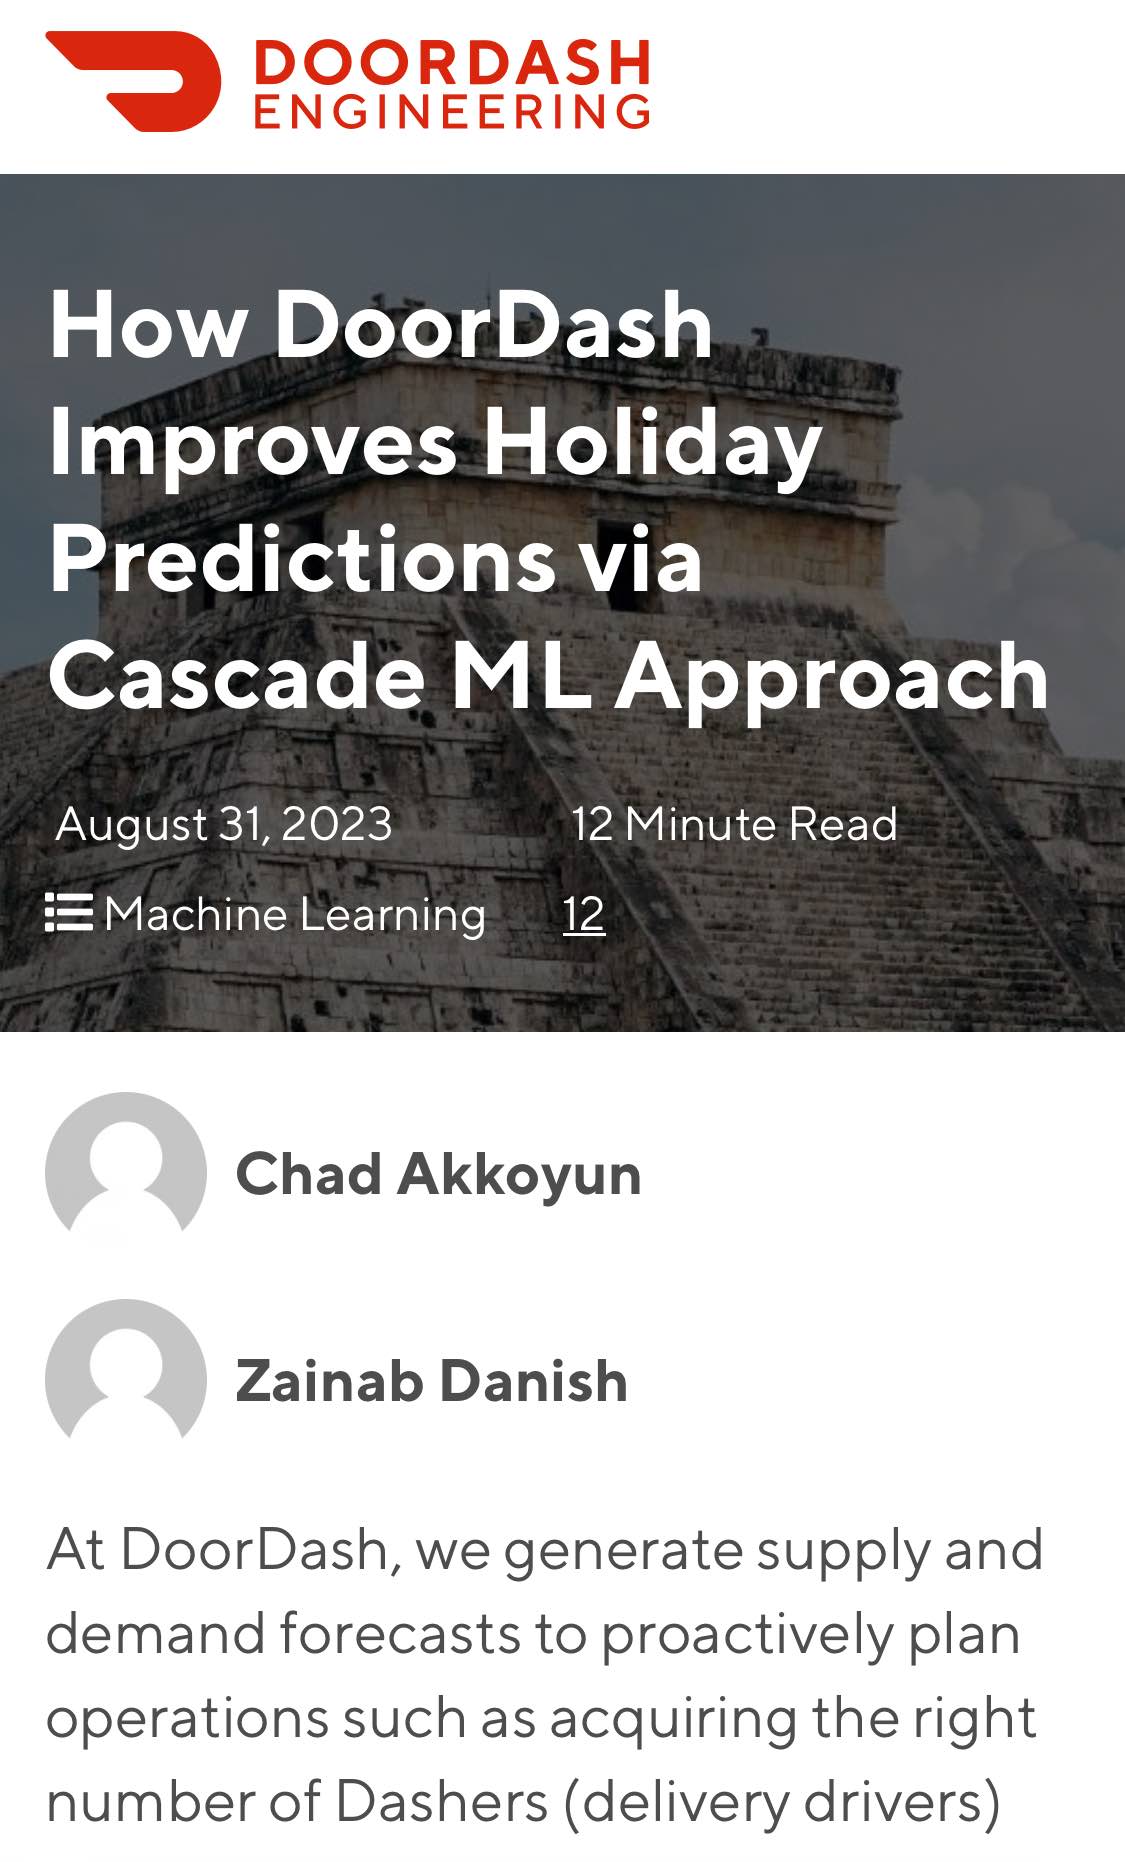 DOORDASH
ENGINEERING
How DoorDash
Improves Holiday
Predictions via
Cascade ML Approach
August 31, 2023
12 Minute Read
Machine Learning
12
Chad Akkoyun
Zainab Danish
At DoorDash, we generate supply and
demand forecasts to proactively plan
operations such as acquiring the right
number of Dashers (delivery drivers)